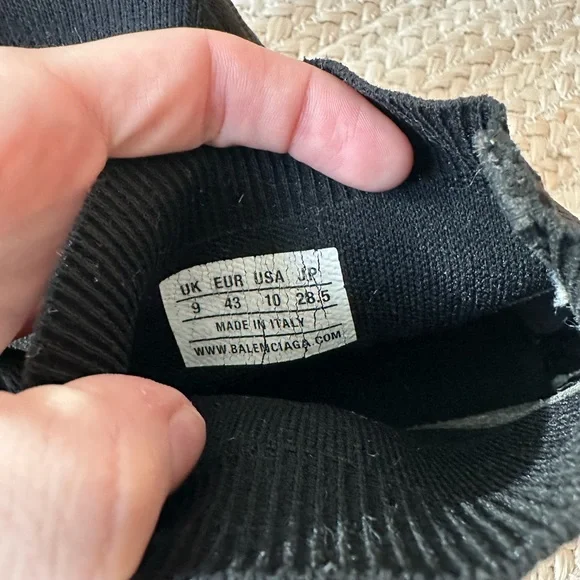 UK EUR USA JP
9 43 10 28.5
MADE IN ITALY
WWW.BALENCIAGA.COM